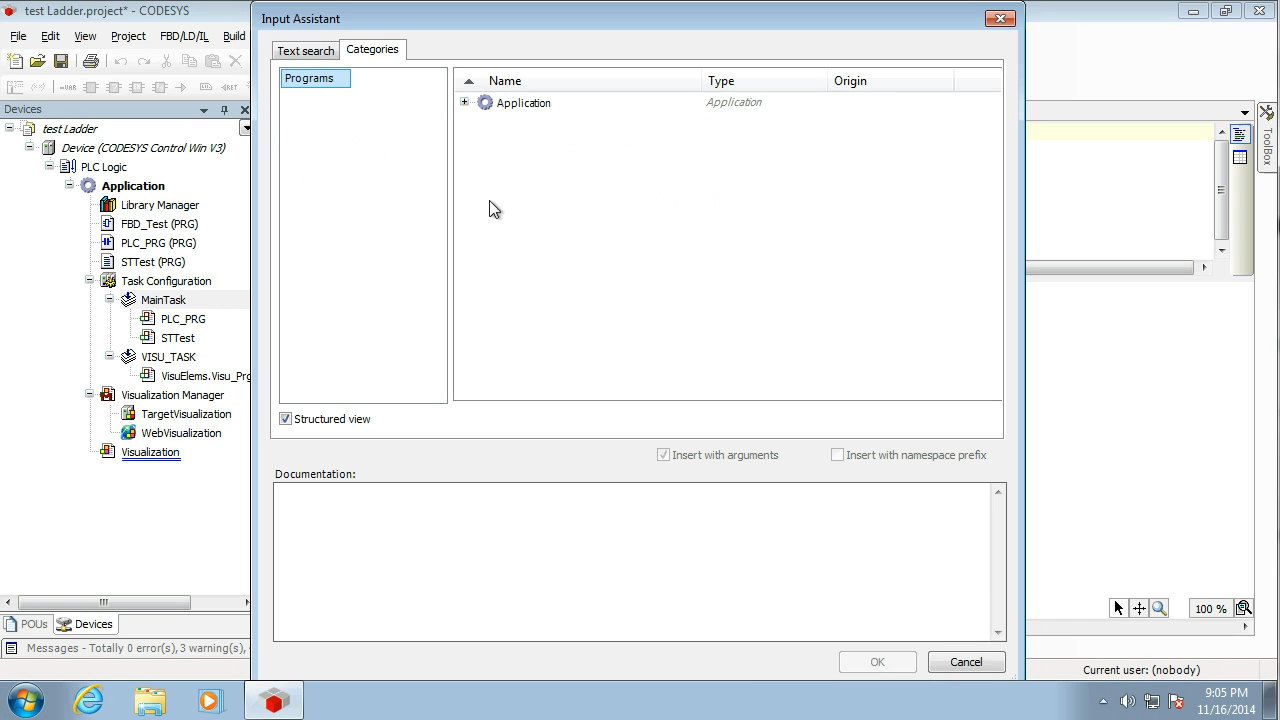 test Ladder.project* - CODESYS
File Edit View Project FBD/LD/IL Build
Devices
test Ladder
Device (CODESYS Control Win V3)
PLC Logic
Application
Library Manager
FBD_Test (PRG)
PLC_PRG (PRG)
STTest (PRG)
Task Configuration
MainTask
PLC_PRG
STTest
VISU_TASK
VisuElems.Visu_Prg
Visualization Manager
TargetVisualization
WebVisualization
Visualization
POUs Devices
Messages - Totally 0 error(s), 3 warning(s),
Input Assistant
Text search Categories
Programs
Name Type Origin
Application Application
Structured view
Insert with arguments Insert with namespace prefix
Documentation:
OK Cancel
ToolBox
100 %
Current user: (nobody)
9:05 PM
11/16/2014